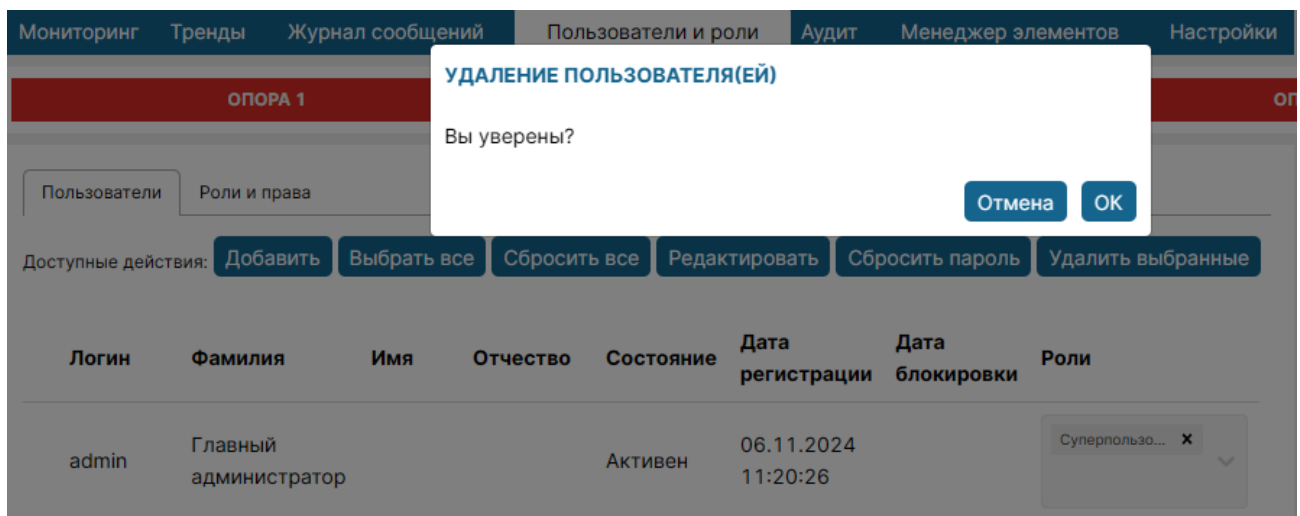 Мониторинг Тренды Журнал сообщений Пользователи и роли Аудит Менеджер элементов Настройки
УДАЛЕНИЕ ПОЛЬЗОВАТЕЛЯ(ЕЙ)
ОПОРА 1
Вы уверены?
Отмена ОК
Пользователи Роли и права
Доступные действия: Добавить Выбрать все Сбросить все Редактировать Сбросить пароль Удалить выбранные
Логин Фамилия Имя Отчество Состояние Дата регистрации Дата блокировки Роли
admin Главный администратор Активен 06.11.2024 11:20:26 Суперпользо... x